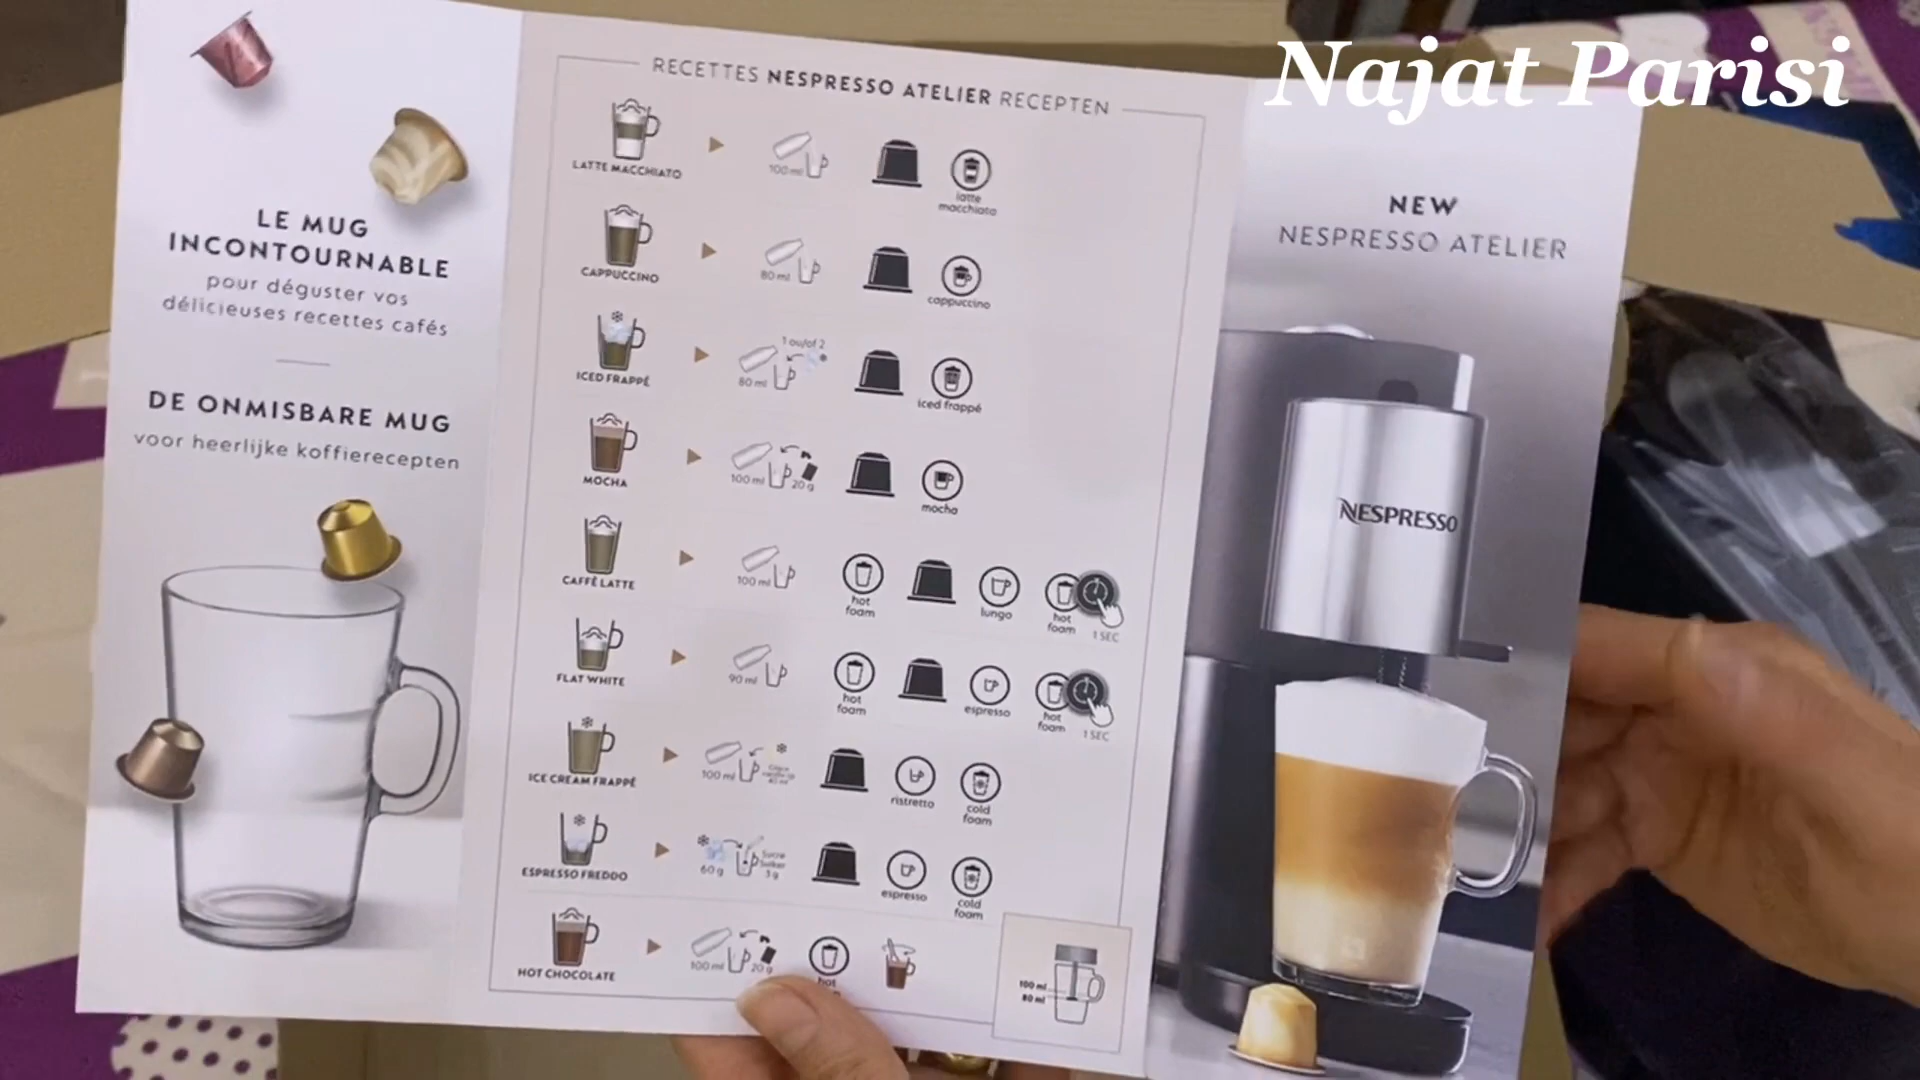 Najat Parisi
LE MUG
INCONTOURNABLE
pour déguster vos
délicieuses recettes cafés
DE ONMISBARE MUG
voor heerlijke koffierecepten
RECETTES NESPRESSO ATELIER RECEPTEN
LATTE MACCHIATO
100 ml
latte
macchiato
CAPPUCCINO
80 ml
cappuccino
ICED FRAPPÉ
80 ml
1 ou/of 2
iced frappé
MOCHA
100 ml
20 g
mocha
CAFFÈ LATTE
100 ml
hot
foam
lungo
hot
foam
1 SEC
FLAT WHITE
90 ml
hot
foam
espresso
hot
foam
1 SEC
ICE CREAM FRAPPÉ
100 ml
ristretto
cold
foam
ESPRESSO FREDDO
60 g
Sucre
Suiker
3 g
espresso
cold
foam
HOT CHOCOLATE
100 ml
20 g
hot
100 ml
80 ml
NEW
NESPRESSO ATELIER
NESPRESSO